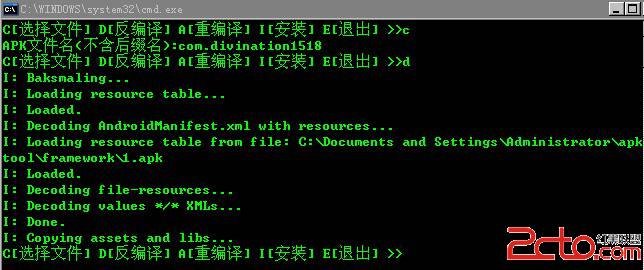 C:\WINDOWS\system32\cmd.exe
C[选择文件] D[反编译] A[重编译] I[安装] E[退出] >>c
APK文件名(不含后缀名):com.divination1518
C[选择文件] D[反编译] A[重编译] I[安装] E[退出] >>d
I: Baksmaling...
I: Loading resource table...
I: Loaded.
I: Decoding AndroidManifest.xml with resources...
I: Loading resource table from file: C:\Documents and Settings\Administrator\apk
tool\framework\1.apk
I: Loaded.
I: Decoding file-resources...
I: Decoding values */* XMLs...
I: Done.
I: Copying assets and libs...
C[选择文件] D[反编译] A[重编译] I[安装] E[退出] >>
2cto.com